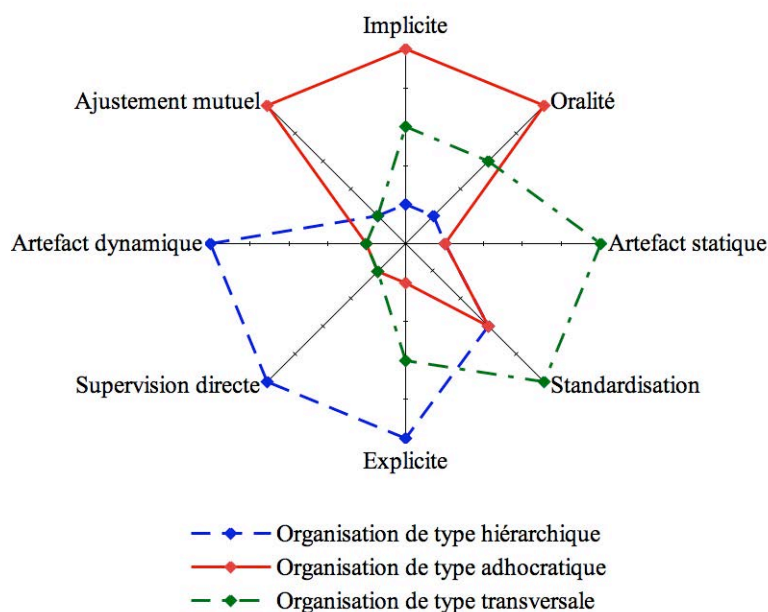 Implicite
Ajustement mutuel
Oralité
Artefact dynamique
Artefact statique
Supervision directe
Standardisation
Explicite
Organisation de type hiérarchique
Organisation de type adhocratique
Organisation de type transversale